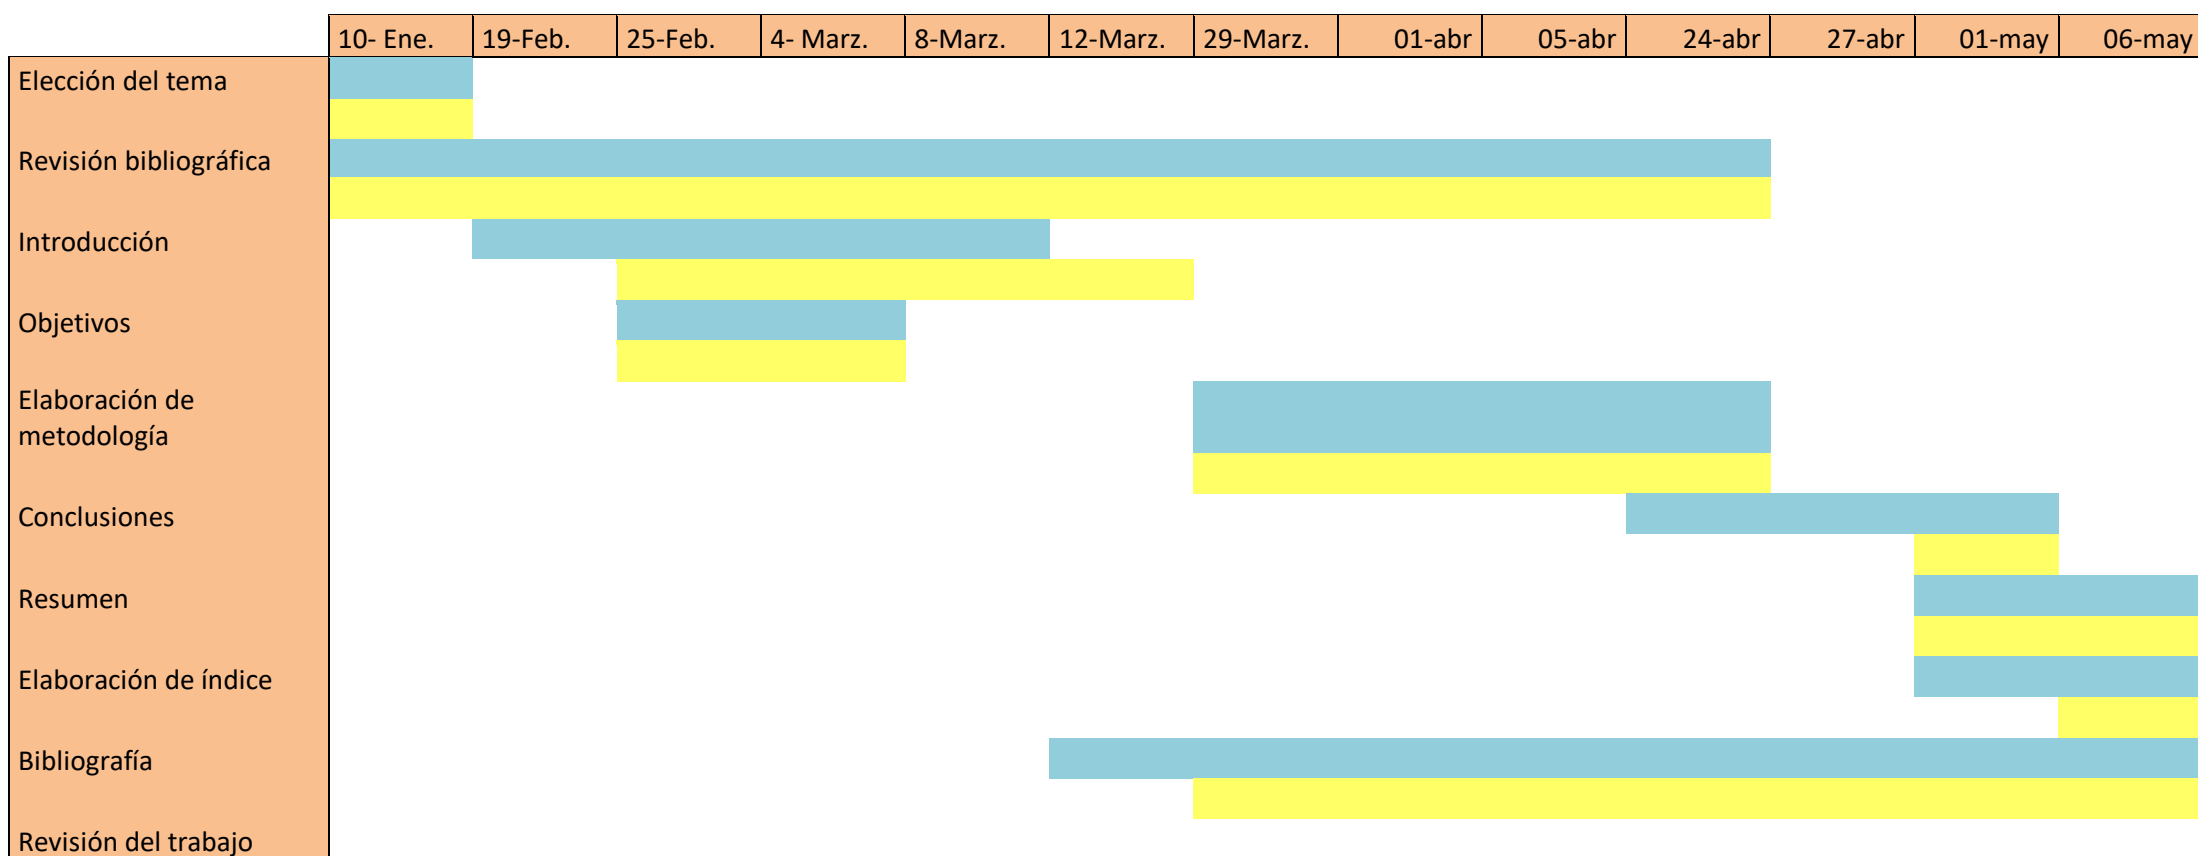 10- Ene. 19-Feb. 25-Feb. 4- Marz. 8-Marz. 12-Marz. 29-Marz. 01-abr 05-abr 24-abr 27-abr 01-may 06-may
Elección del tema
Revisión bibliográfica
Introducción
Objetivos
Elaboración de
metodología
Conclusiones
Resumen
Elaboración de índice
Bibliografía
Revisión del trabajo